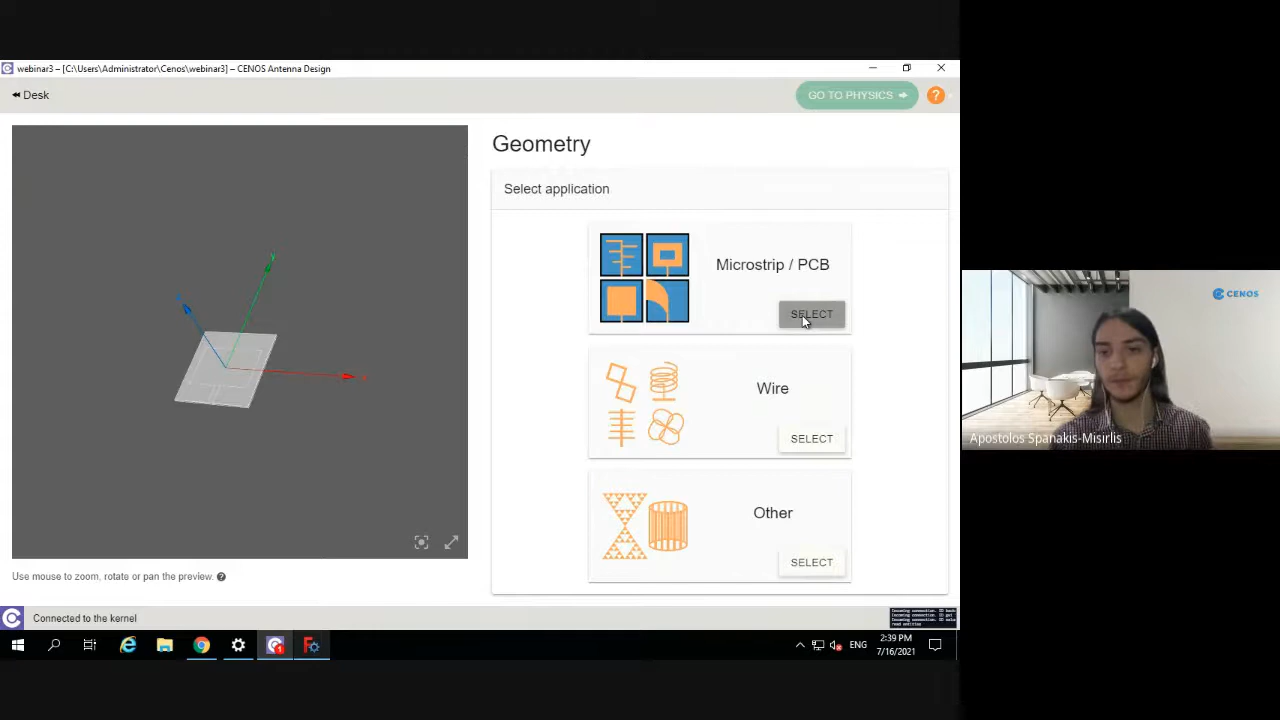 webinar3 – [C:\Users\Administrator\Cenos\webinar3] – CENOS Antenna Design
Desk
GO TO PHYSICS
?
Geometry
Select application
Microstrip / PCB
SELECT
Wire
SELECT
Other
SELECT
y
Use mouse to zoom, rotate or pan the preview. ?
Connected to the kernel
ENG
2:39 PM
7/16/2021
CENOS
Apostolos Spanakis-Misirlis